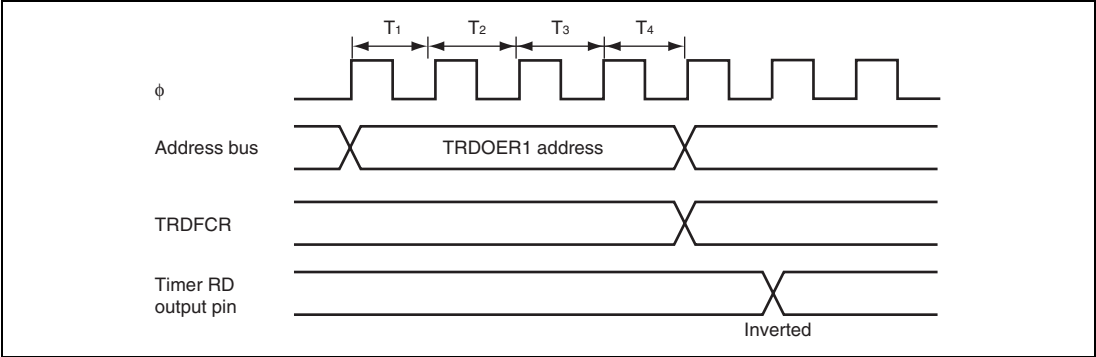 T1 T2 T3 T4
ϕ
Address bus
TRDOER1 address
TRDFCR
Timer RD
output pin
Inverted